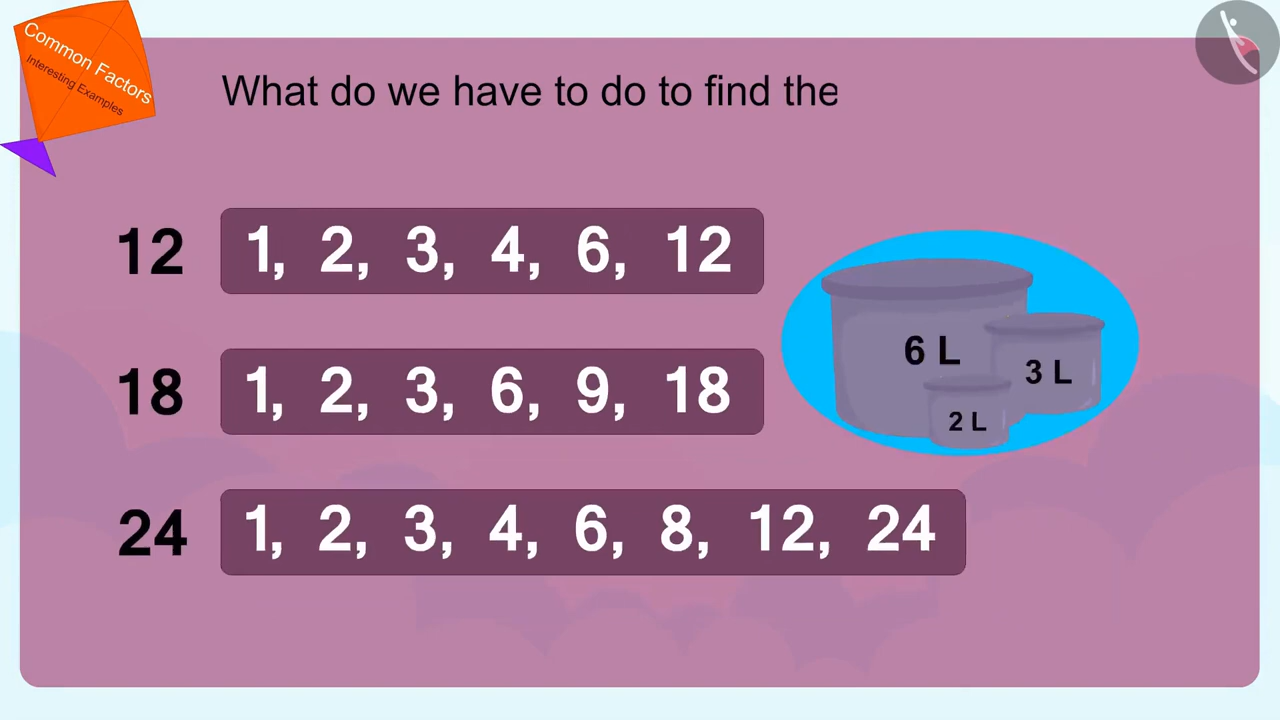 Common Factors
Interesting Examples
What do we have to do to find the
12 1, 2, 3, 4, 6, 12
18 1, 2, 3, 6, 9, 18
24 1, 2, 3, 4, 6, 8, 12, 24
6 L
3 L
2 L